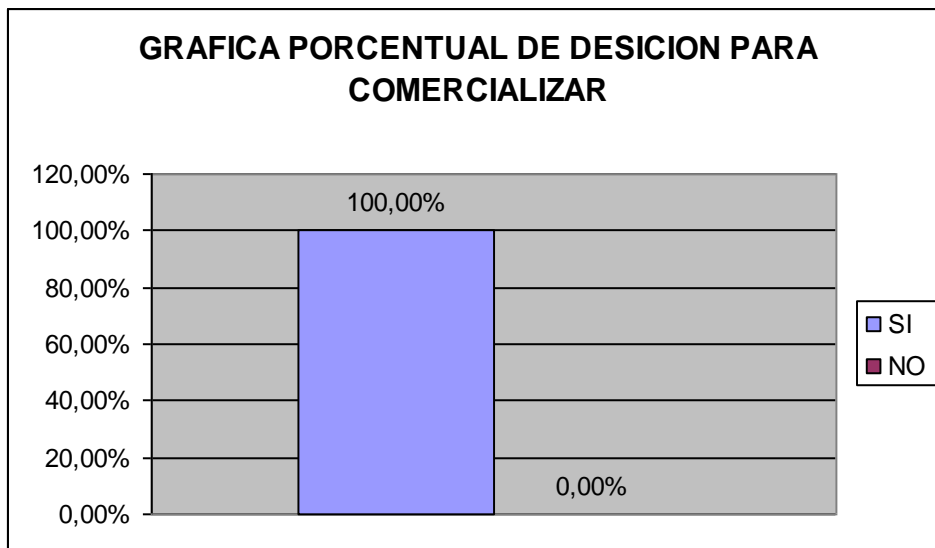 GRAFICA PORCENTUAL DE DESICION PARA
COMERCIALIZAR
120,00%
100,00%
100,00%
80,00%
60,00%
40,00%
20,00%
0,00%
0,00%
SI
NO